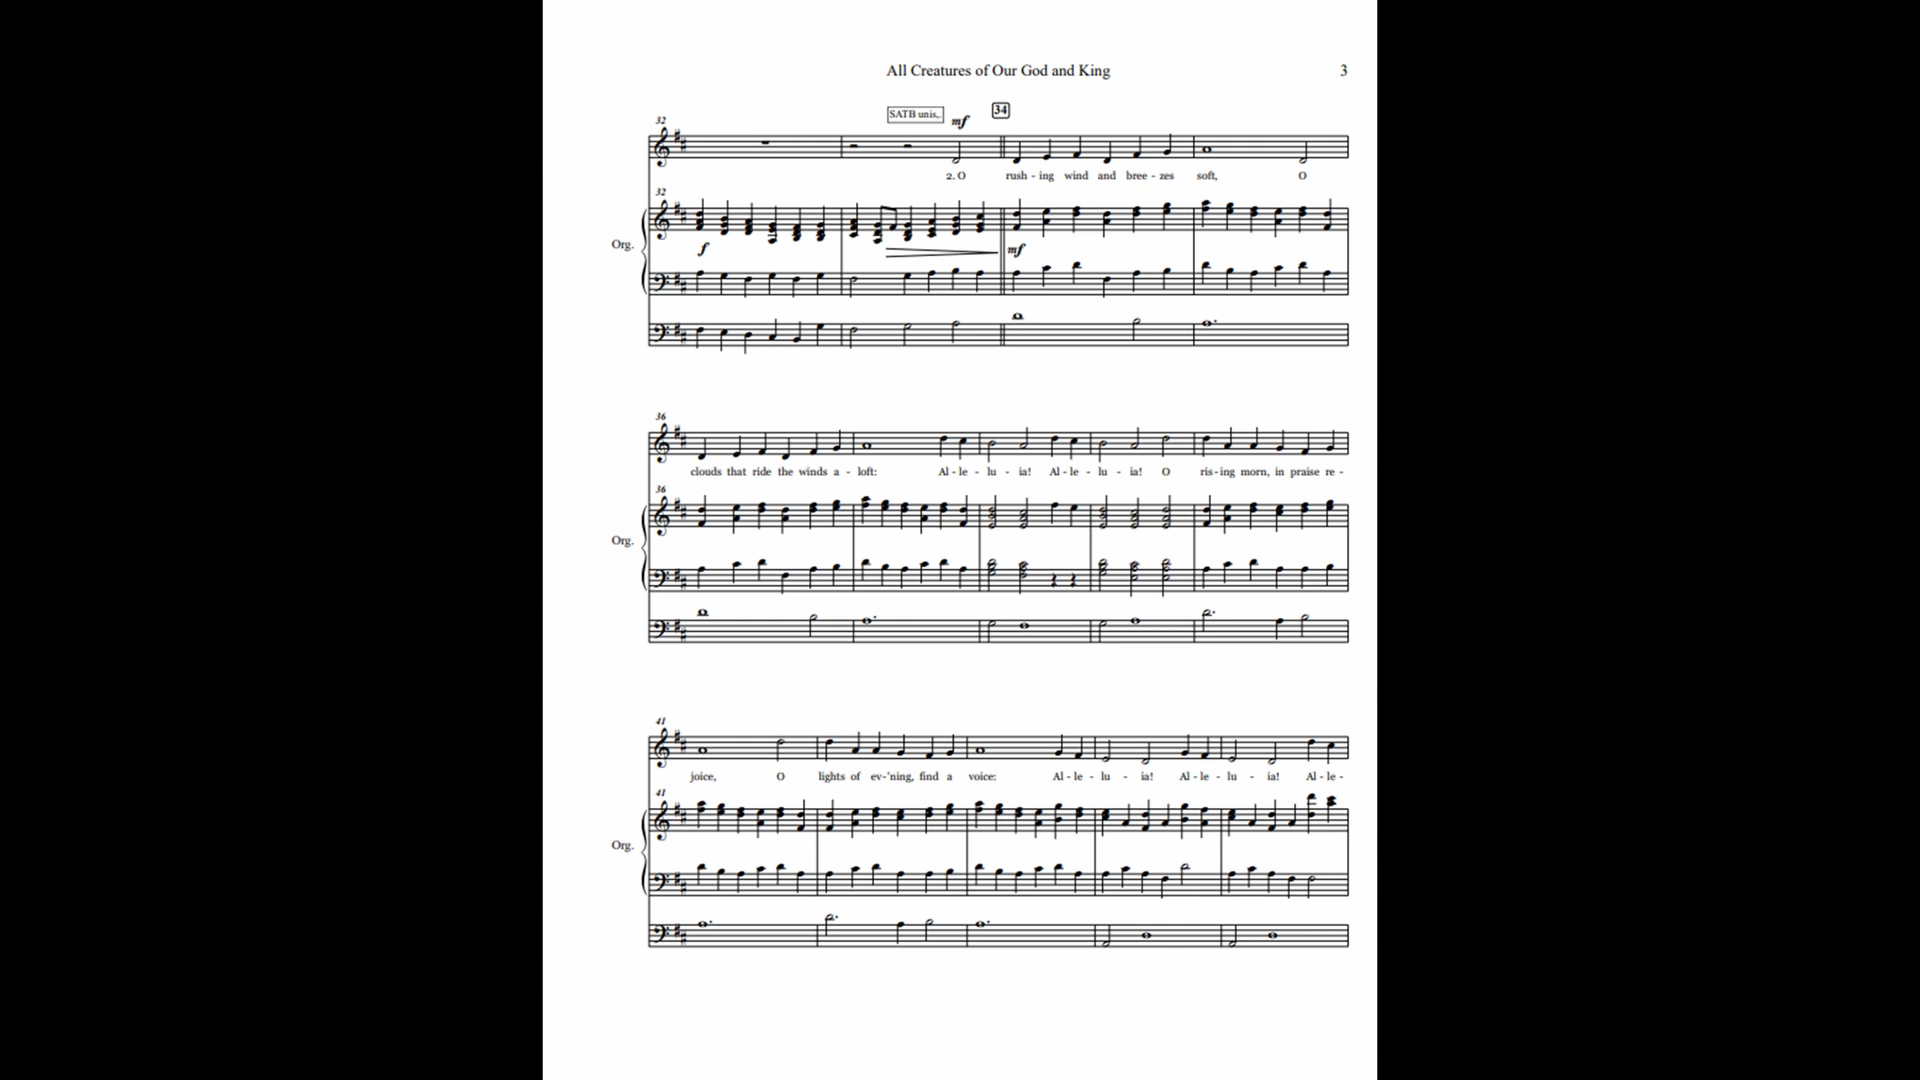 All Creatures of Our God and King 3
SATB unis. mf 34
32
2. O rush - ing wind and bree - zes soft, O
32
Org. f mf
36
clouds that ride the winds a - loft: Al - le - lu - ia! Al - le - lu - ia! O ris - ing morn, in praise re -
36
Org.
41
joice, O lights of ev-'ning, find a voice: Al - le - lu - ia! Al - le - lu - ia! Al - le -
41
Org.